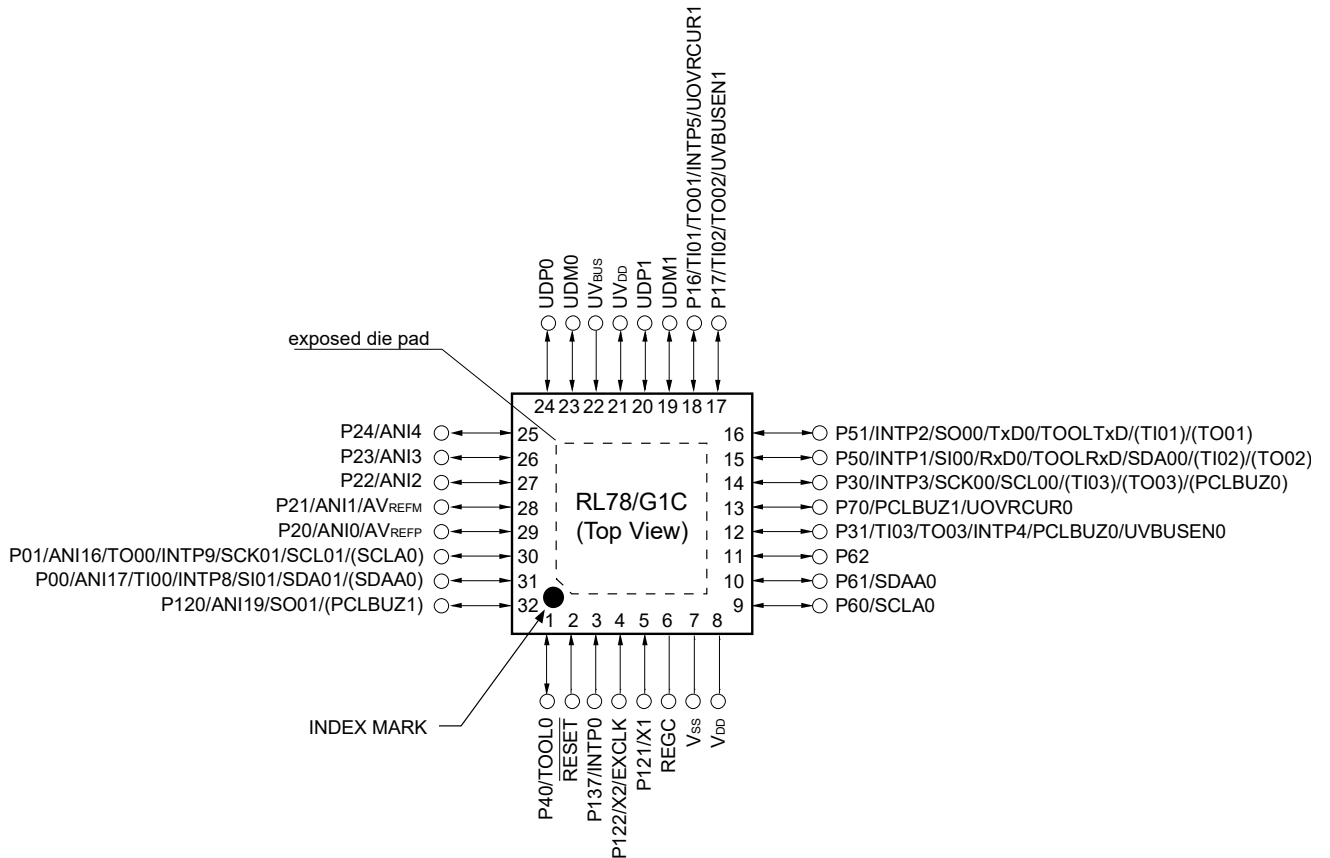 P16/TI01/TO01/INTP5/UOVRCUR1
P17/TI02/TO02/UVBUSEN1
UDP0
UDM0
UVBUS
UVDD
UDP1
UDM1
exposed die pad
24 23 22 21 20 19 18 17
P24/ANI4
25
P23/ANI3
26
P22/ANI2
27
P21/ANI1/AVREFM
28
P20/ANI0/AVREFP
29
P01/ANI16/TO00/INTP9/SCK01/SCL01/(SCLA0)
30
P00/ANI17/TI00/INTP8/SI01/SDA01/(SDAA0)
31
P120/ANI19/SO01/(PCLBUZ1)
32
RL78/G1C
(Top View)
16
P51/INTP2/SO00/TxD0/TOOLTxD/(TI01)/(TO01)
15
P50/INTP1/SI00/RxD0/TOOLRxD/SDA00/(TI02)/(TO02)
14
P30/INTP3/SCK00/SCL00/(TI03)/(TO03)/(PCLBUZ0)
13
P70/PCLBUZ1/UOVRCUR0
12
P31/TI03/TO03/INTP4/PCLBUZ0/UVBUSEN0
11
P62
10
P61/SDAA0
9
P60/SCLA0
1 2 3 4 5 6 7 8
INDEX MARK
P40/TOOL0
RESET
P137/INTP0
P122/X2/EXCLK
P121/X1
REGC
VSS
VDD